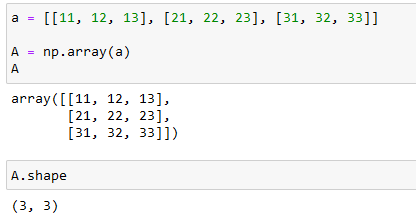 a = [[11, 12, 13], [21, 22, 23], [31, 32, 33]]
A = np.array(a)
A
array([[11, 12, 13],
       [21, 22, 23],
       [31, 32, 33]])
A.shape
(3, 3)